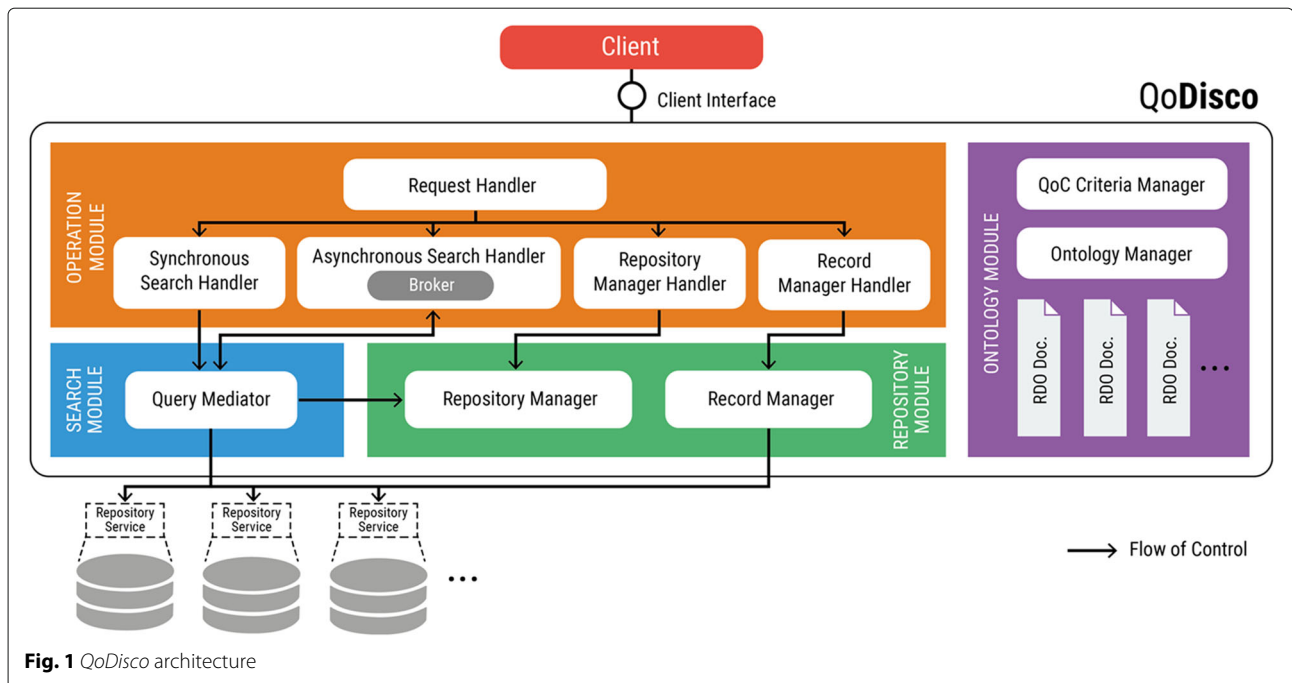 Client
Client Interface
QoDisco
OPERATION
MODULE
Request Handler
Synchronous
Search Handler
Asynchronous Search Handler
Broker
Repository
Manager Handler
Record
Manager Handler
SEARCH
MODULE
Query Mediator
Repository Manager
Record Manager
REPOSITORY
MODULE
ONTOLOGY MODULE
QoC Criteria Manager
Ontology Manager
RDO Doc.
RDO Doc.
RDO Doc.
...
Repository
Service
Repository
Service
Repository
Service
...
Flow of Control
Fig. 1 QoDisco architecture